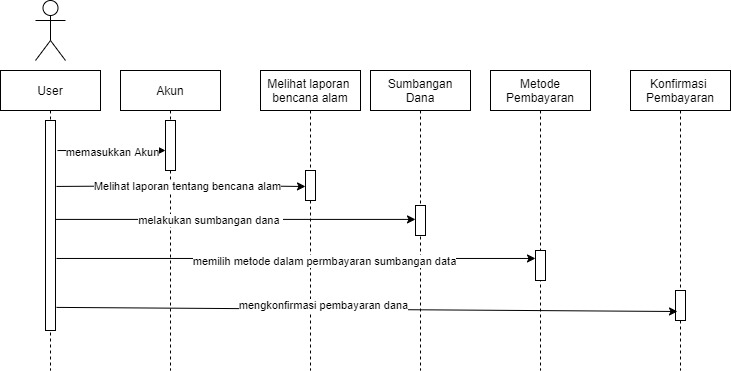 User
Akun
Melihat laporan
bencana alam
Sumbangan
Dana
Metode
Pembayaran
Konfirmasi
Pembayaran
memasukkan Akun
Melihat laporan tentang bencana alam
melakukan sumbangan dana
memilih metode dalam permbayaran sumbangan data
mengkonfirmasi pembayaran dana